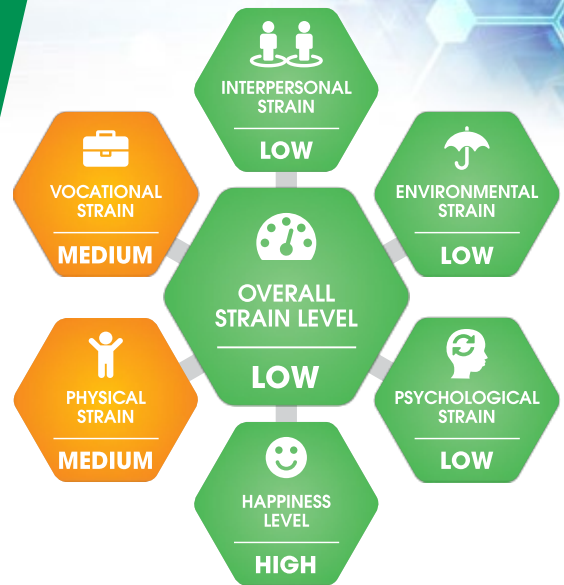 INTERPERSONAL
STRAIN
LOW
VOCATIONAL
STRAIN
MEDIUM
ENVIRONMENTAL
STRAIN
LOW
OVERALL
STRAIN LEVEL
LOW
PHYSICAL
STRAIN
MEDIUM
PSYCHOLOGICAL
STRAIN
LOW
HAPPINESS
LEVEL
HIGH